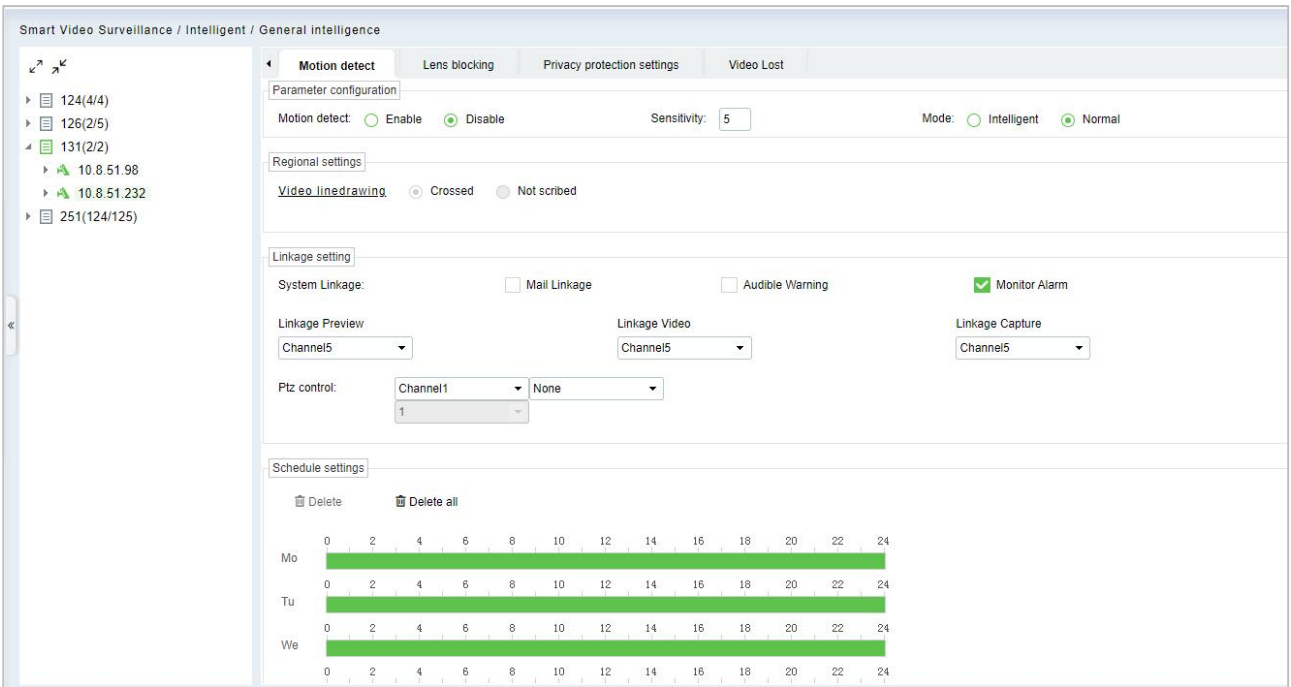 Smart Video Surveillance / Intelligent / General intelligence
124(4/4)
126(2/5)
131(2/2)
10.8.51.98
10.8.51.232
251(124/125)
Motion detect Lens blocking Privacy protection settings Video Lost
Parameter configuration
Motion detect: Enable Disable Sensitivity: 5 Mode: Intelligent Normal
Regional settings
Video linedrawing Crossed Not scribed
Linkage setting
System Linkage: Mail Linkage Audible Warning Monitor Alarm
Linkage Preview Linkage Video Linkage Capture
Channel5 Channel5 Channel5
Ptz control: Channel1 None
1
Schedule settings
Delete Delete all
0 2 4 6 8 10 12 14 16 18 20 22 24
Mo
0 2 4 6 8 10 12 14 16 18 20 22 24
Tu
0 2 4 6 8 10 12 14 16 18 20 22 24
We
0 2 4 6 8 10 12 14 16 18 20 22 24